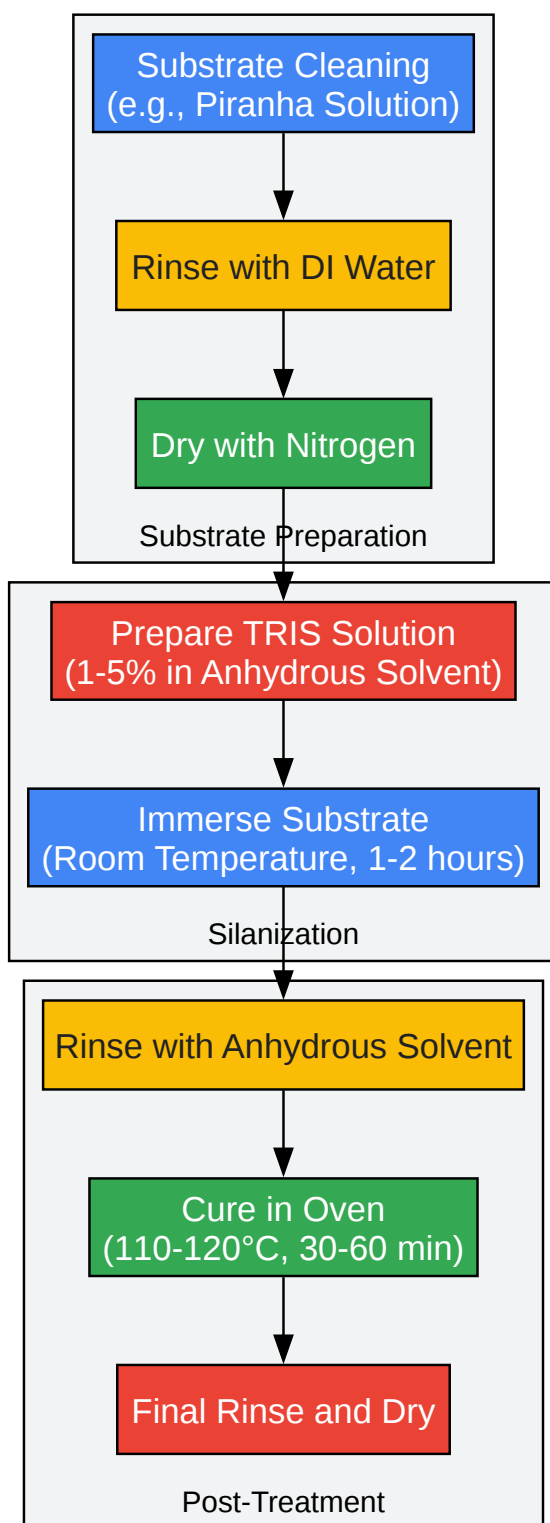 Substrate Cleaning
(e.g., Piranha Solution)
Rinse with DI Water
Dry with Nitrogen
Substrate Preparation
Prepare TRIS Solution
(1-5% in Anhydrous Solvent)
Immerse Substrate
(Room Temperature, 1-2 hours)
Silanization
Rinse with Anhydrous Solvent
Cure in Oven
(110-120°C, 30-60 min)
Final Rinse and Dry
Post-Treatment